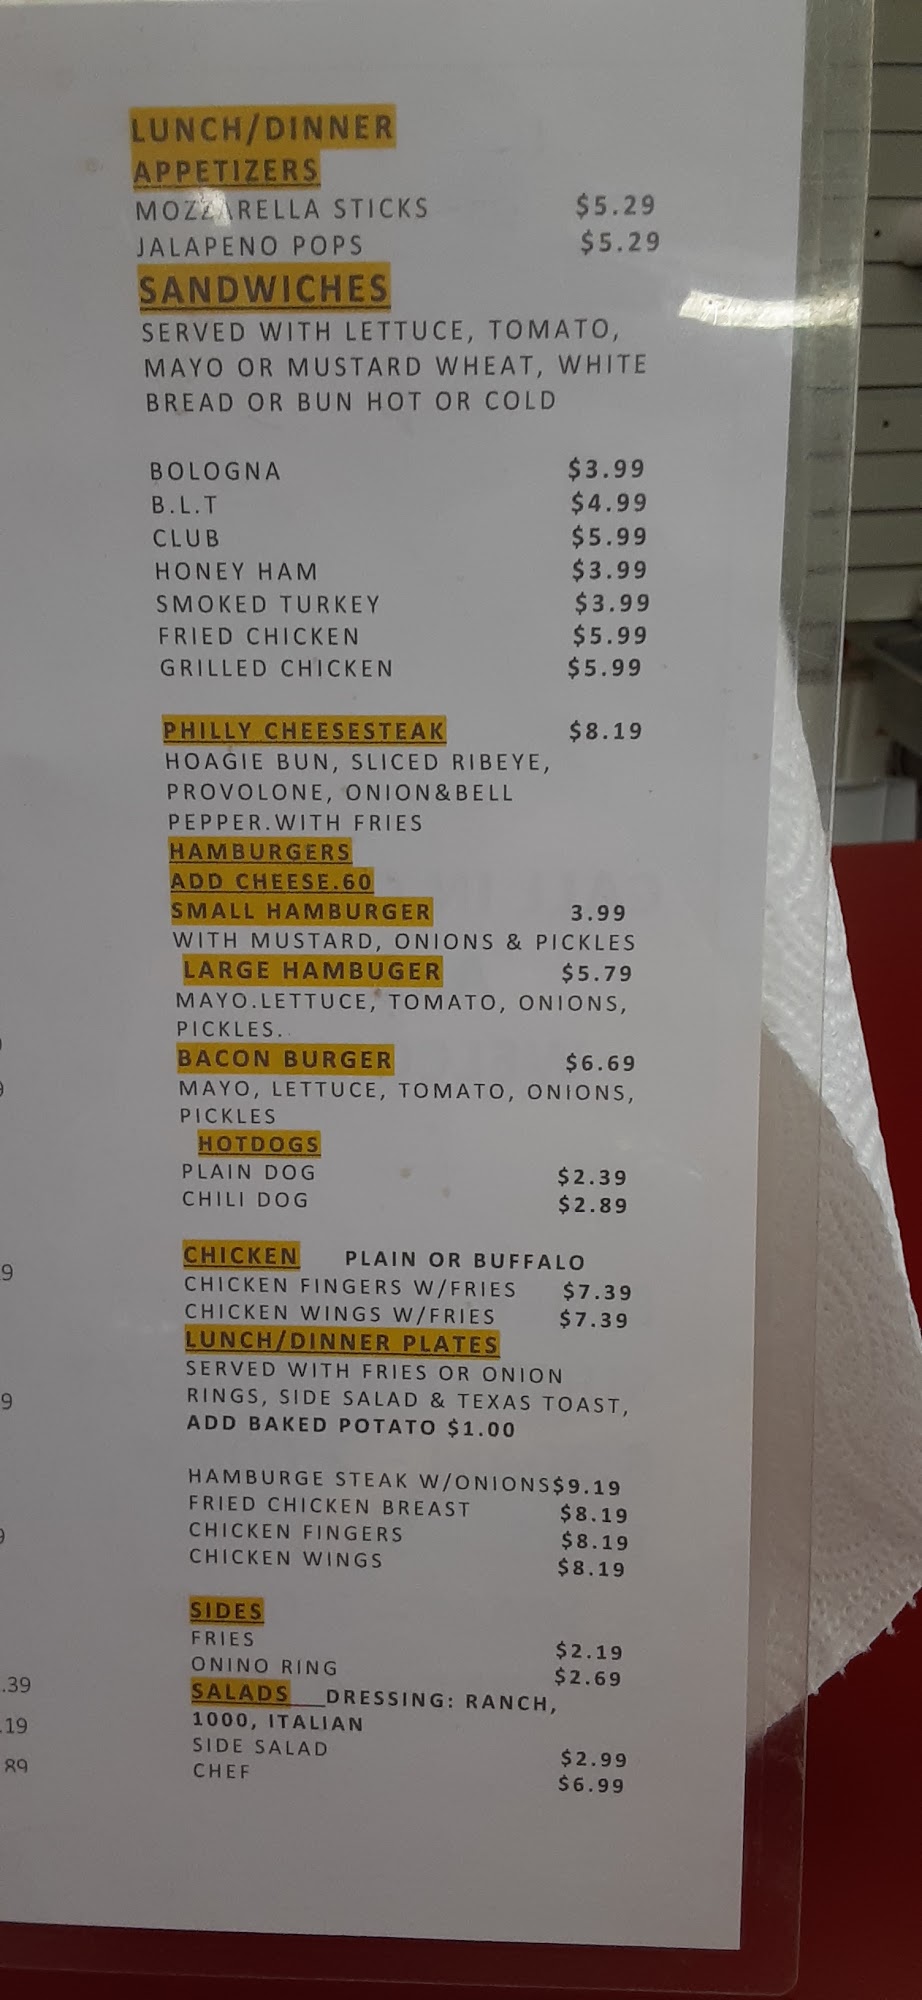 LUNCH/DINNER
APPETIZERS
MOZZARELLA STICKS $5.29
JALAPENO POPS $5.29
SANDWICHES
SERVED WITH LETTUCE, TOMATO,
MAYO OR MUSTARD WHEAT, WHITE
BREAD OR BUN HOT OR COLD
BOLOGNA $3.99
B.L.T $4.99
CLUB $5.99
HONEY HAM $3.99
SMOKED TURKEY $3.99
FRIED CHICKEN $5.99
GRILLED CHICKEN $5.99
PHILLY CHEESESTEAK $8.19
HOAGIE BUN, SLICED RIBEYE,
PROVOLONE, ONION&BELL
PEPPER.WITH FRIES
HAMBURGERS
ADD CHEESE.60
SMALL HAMBURGER 3.99
WITH MUSTARD, ONIONS & PICKLES
LARGE HAMBUGER $5.79
MAYO.LETTUCE, TOMATO, ONIONS,
PICKLES.
BACON BURGER $6.69
MAYO, LETTUCE, TOMATO, ONIONS,
PICKLES
HOTDOGS
PLAIN DOG $2.39
CHILI DOG $2.89
CHICKEN PLAIN OR BUFFALO
CHICKEN FINGERS W/FRIES $7.39
CHICKEN WINGS W/FRIES $7.39
LUNCH/DINNER PLATES
SERVED WITH FRIES OR ONION
RINGS, SIDE SALAD & TEXAS TOAST,
ADD BAKED POTATO $1.00
HAMBURGE STEAK W/ONIONS$9.19
FRIED CHICKEN BREAST $8.19
CHICKEN FINGERS $8.19
CHICKEN WINGS $8.19
SIDES
FRIES $2.19
ONINO RING $2.69
SALADS DRESSING: RANCH,
1000, ITALIAN
SIDE SALAD $2.99
CHEF $6.99
9
9
.39
.19
89